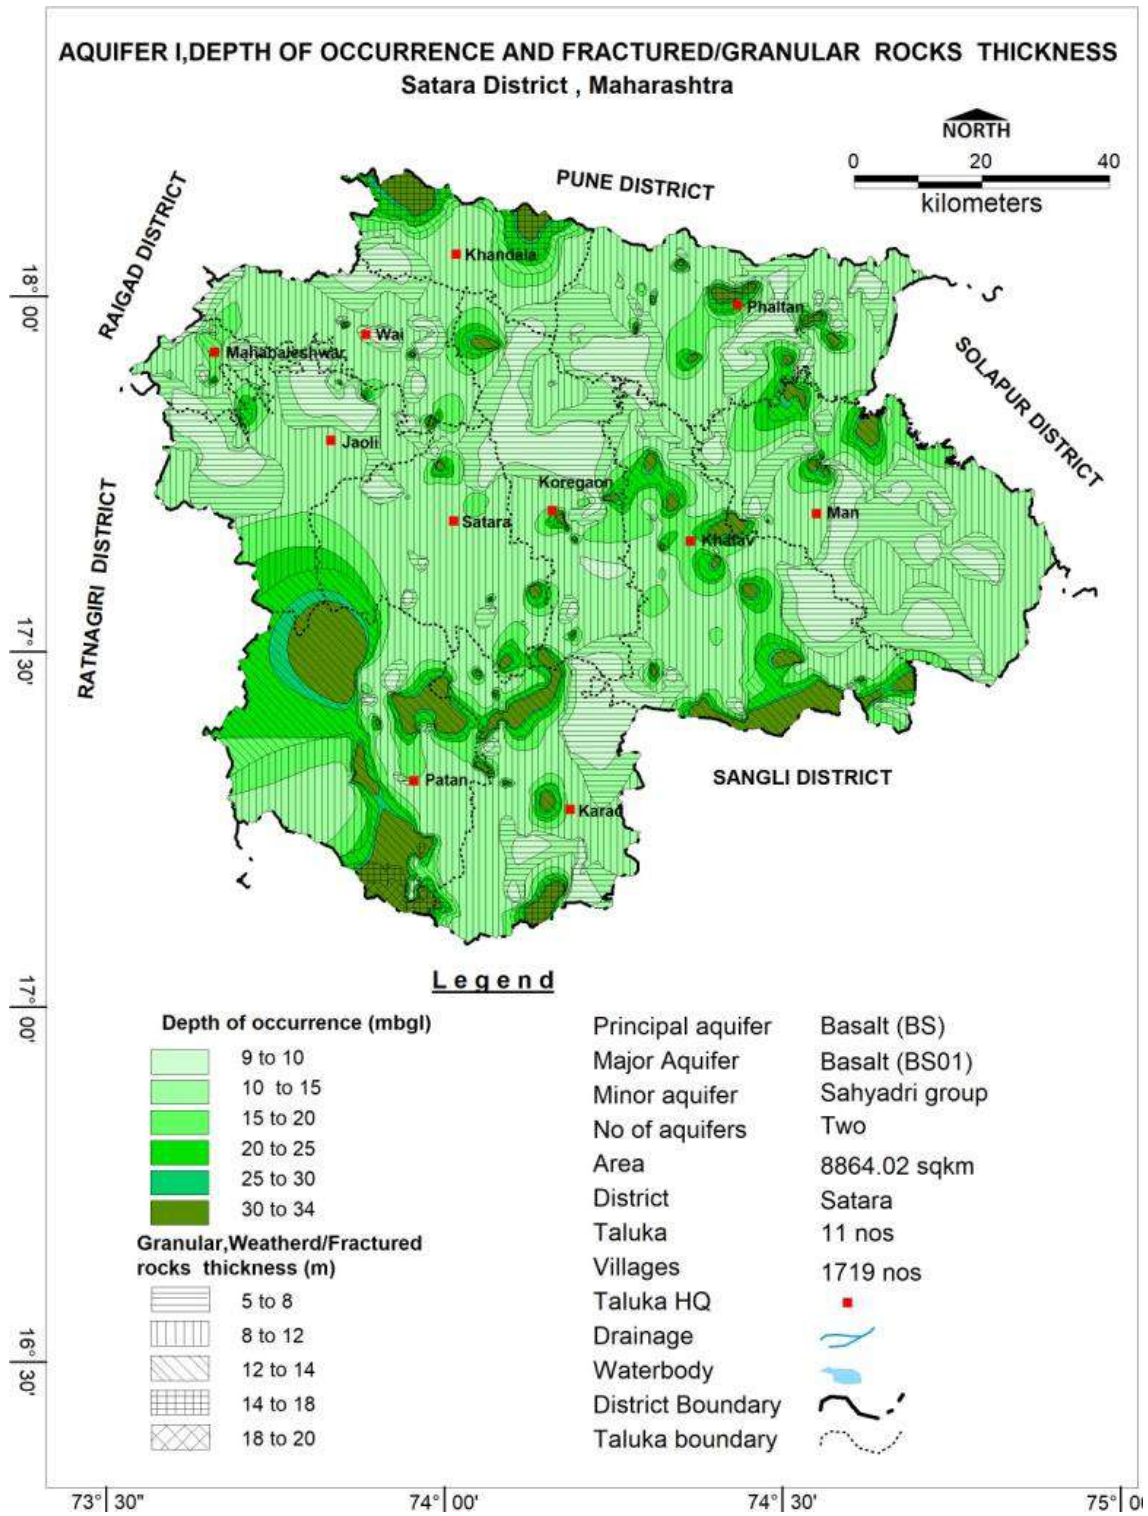 AQUIFER I,DEPTH OF OCCURRENCE AND FRACTURED/GRANULAR ROCKS THICKNESS
Satara District , Maharashtra
NORTH
0 20 40
kilometers
RAIGAD DISTRICT
PUNE DISTRICT
SOLAPUR DISTRICT
RATNAGIRI DISTRICT
SANGLI DISTRICT
18° 00'
17° 30'
17° 00'
16° 30'
Khandala
Phaltan
Wai
Mahabaleshwar
Jaoli
Koregaon
Satara
Man
Khatav
Patan
Karad
Legend
Depth of occurrence (mbgl)
9 to 10
10 to 15
15 to 20
20 to 25
25 to 30
30 to 34
Granular,Weatherd/Fractured
rocks thickness (m)
5 to 8
8 to 12
12 to 14
14 to 18
18 to 20
Principal aquifer Basalt (BS)
Major Aquifer Basalt (BS01)
Minor aquifer Sahyadri group
No of aquifers Two
Area 8864.02 sqkm
District Satara
Taluka 11 nos
Villages 1719 nos
Taluka HQ
Drainage
Waterbody
District Boundary
Taluka boundary
73° 30" 74° 00' 74° 30' 75° 00